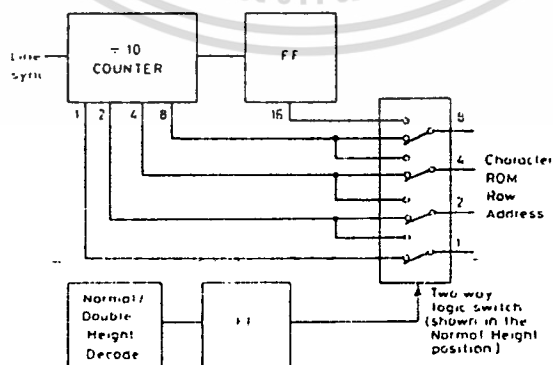 Line
sync
÷ 10
COUNTER
FF
1
2
4
8
16
8
4
2
1
Character
ROM
Row
Address
Normal/
Double
Height
Decode
FF
Two way
logic switch
(shown in the
Normal Height
position)